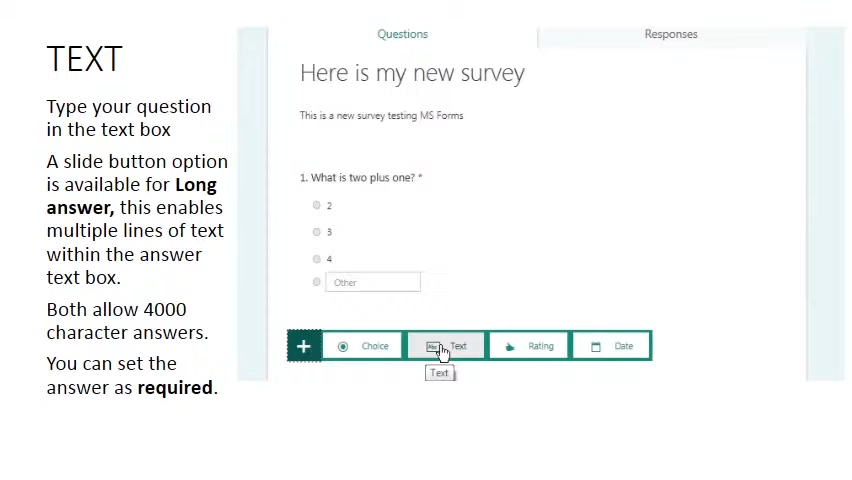 TEXT
Type your question
in the text box
A slide button option
is available for Long
answer, this enables
multiple lines of text
within the answer
text box.
Both allow 4000
character answers.
You can set the
answer as required.
Questions
Responses
Here is my new survey
This is a new survey testing MS Forms
1. What is two plus one? *
2
3
4
Other
+ Choice Abc Text Rating Date
Text